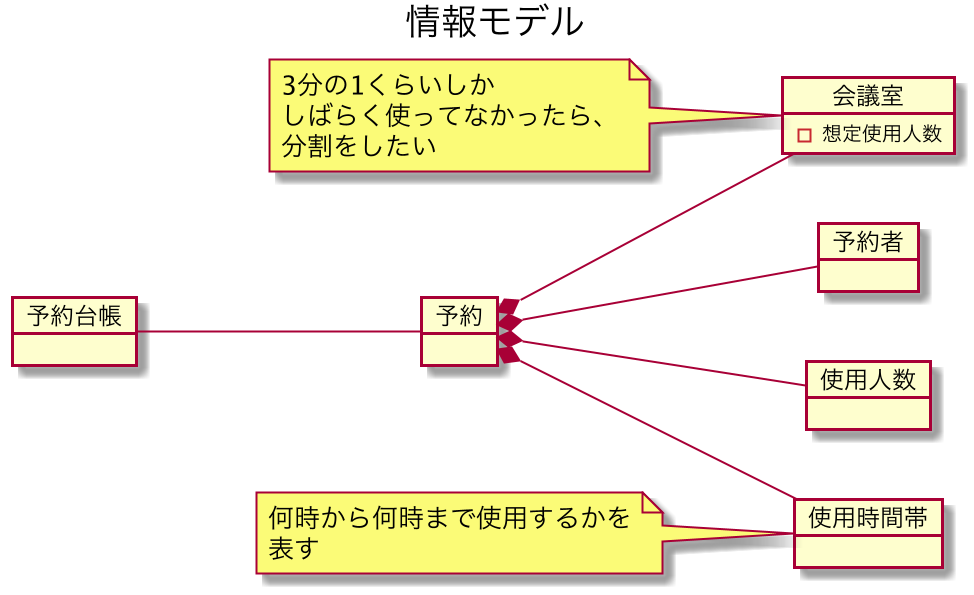 情報モデル
3分の1くらいしか
しばらく使ってなかったら、
分割をしたい
会議室
想定使用人数
予約者
予約台帳
予約
使用人数
何時から何時まで使用するかを
表す
使用時間帯